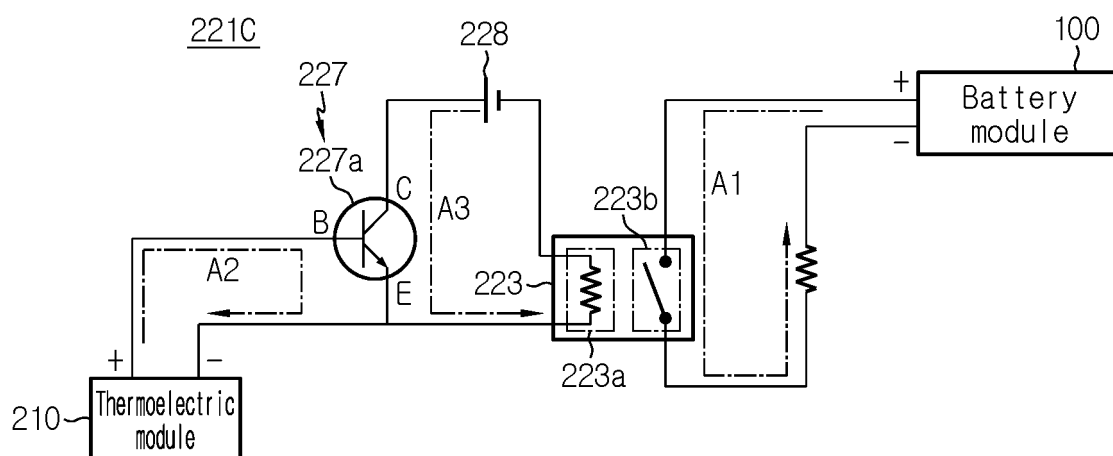 221C
228
100
227
+
Battery
module
-
227a
C
A3
A1
B
223b
A2
E
223
+
-
223a
210
Thermoelectric
module